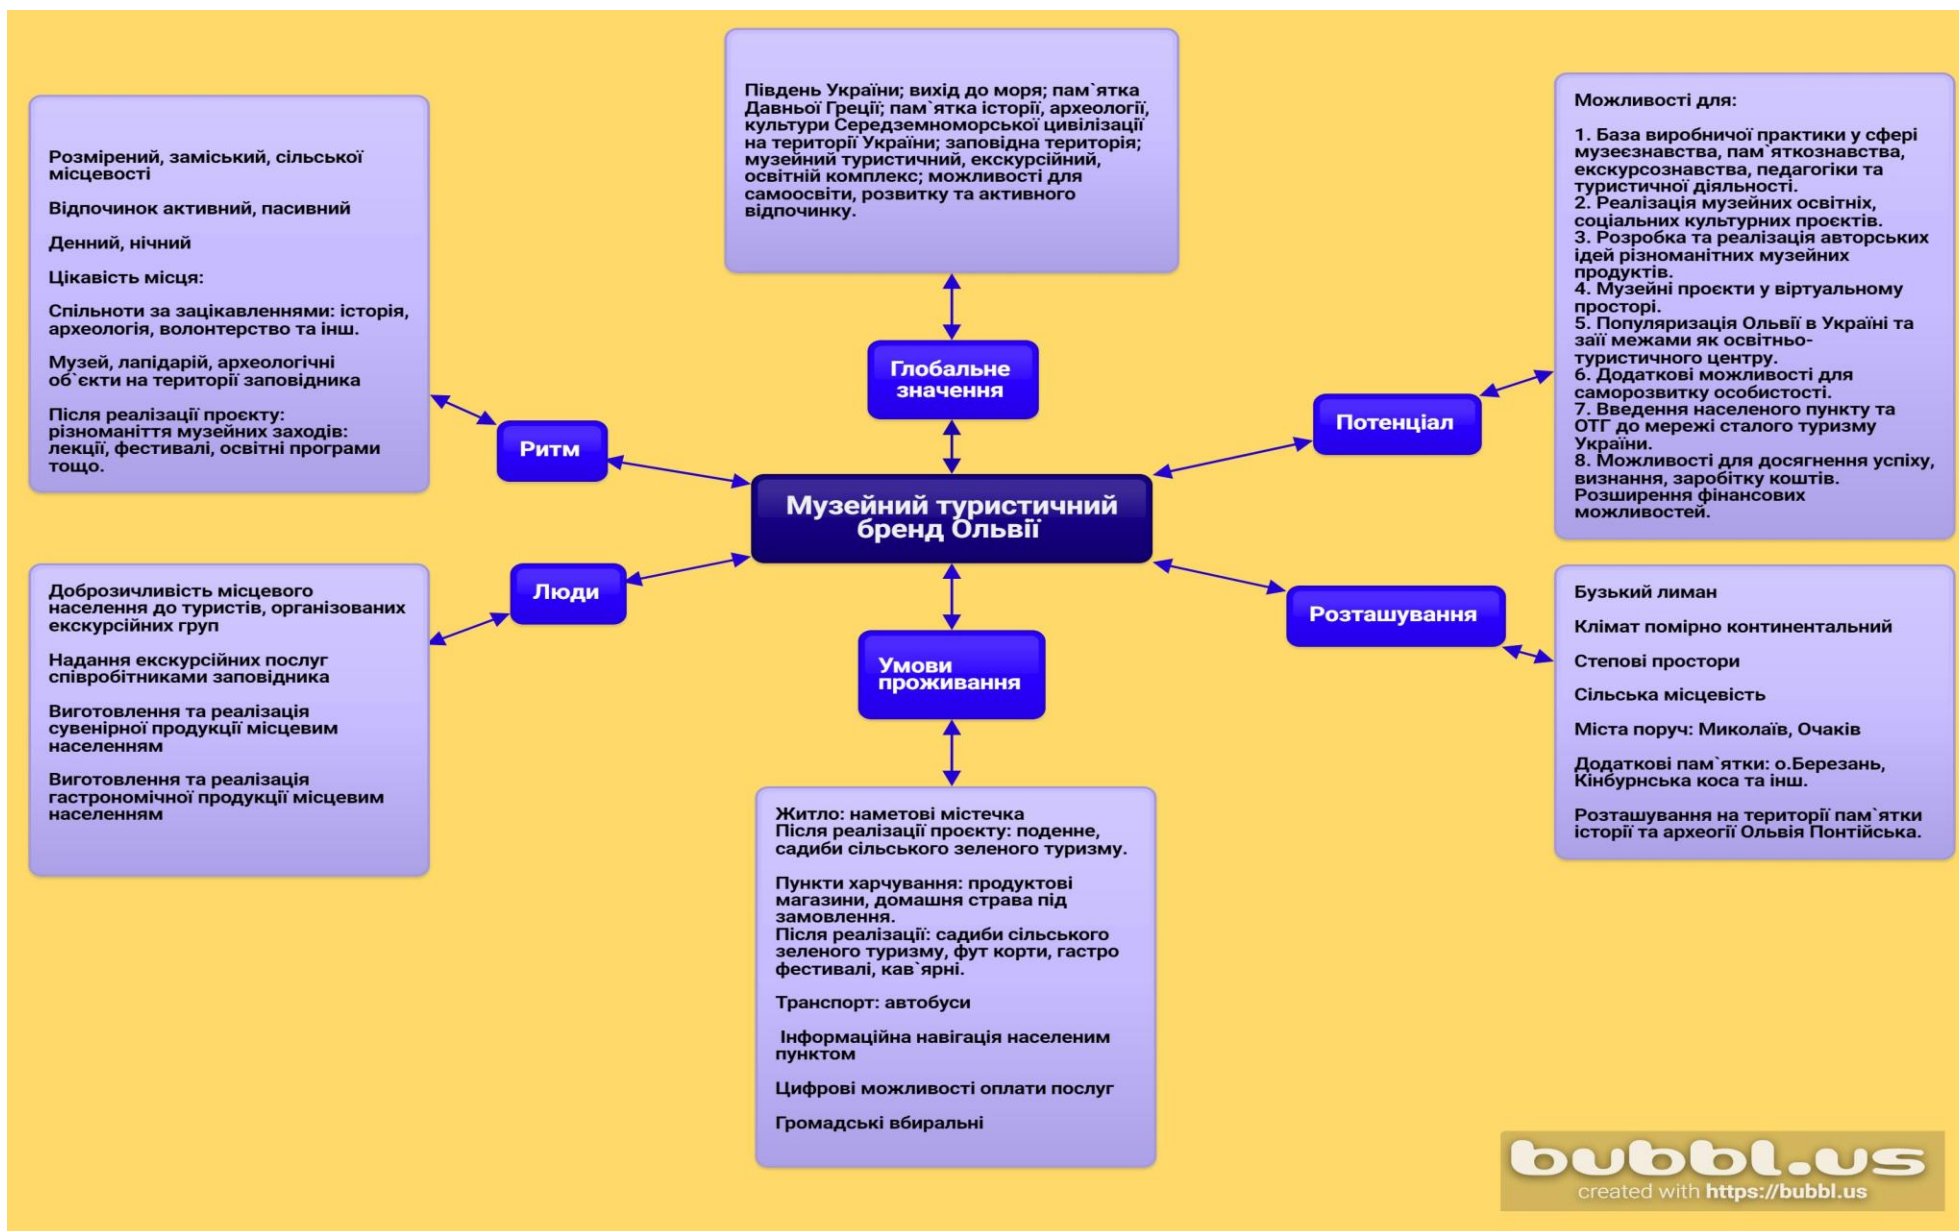 Південь України; вихід до моря; пам`ятка
Давньої Греції; пам`ятка історії, археології,
культури Середземноморської цивілізації
на території України; заповідна територія;
музейний туристичний, екскурсійний,
освітній комплекс; можливості для
самоосвіти, розвитку та активного
відпочинку.
Глобальне
значення
Розмірений, заміський, сільської
місцевості
Відпочинок активний, пасивний
Денний, нічний
Цікавість місця:
Спільноти за зацікавленнями: історія,
археологія, волонтерство та інш.
Музей, лапідарій, археологічні
об`єкти на території заповідника
Після реалізації проєкту:
різноманіття музейних заходів:
лекції, фестивалі, освітні програми
тощо.
Ритм
Можливості для:
1. База виробничої практики у сфері
музеєзнавства, пам`яткознавства,
екскурсознавства, педагогіки та
туристичної діяльності.
2. Реалізація музейних освітніх,
соціальних культурних проєктів.
3. Розробка та реалізація авторських
ідей різноманітних музейних
продуктів.
4. Музейні проєкти у віртуальному
просторі.
5. Популяризація Ольвії в Україні та
заїї межами як освітньо-
туристичного центру.
6. Додаткові можливості для
саморозвитку особистості.
7. Введення населеного пункту та
ОТГ до мережі сталого туризму
України.
8. Можливості для досягнення успіху,
визнання, заробітку коштів.
Розширення фінансових
можливостей.
Потенціал
Музейний туристичний
бренд Ольвії
Люди
Доброзичливість місцевого
населення до туристів, організованих
екскурсійних груп
Надання екскурсійних послуг
співробітниками заповідника
Виготовлення та реалізація
сувенірної продукції місцевим
населенням
Виготовлення та реалізація
гастрономічної продукції місцевим
населенням
Умови
проживання
Житло: наметові містечка
Після реалізації проєкту: поденне,
садиби сільського зеленого туризму.
Пункти харчування: продуктові
магазини, домашня страва під
замовлення.
Після реалізації: садиби сільського
зеленого туризму, фут корти, гастро
фестивалі, кав`ярні.
Транспорт: автобуси
Інформаційна навігація населеним
пунктом
Цифрові можливості оплати послуг
Громадські вбиральні
Розташування
Бузький лиман
Клімат помірно континентальний
Степові простори
Сільська місцевість
Міста поруч: Миколаїв, Очаків
Додаткові пам`ятки: о.Березань,
Кінбурнська коса та інш.
Розташування на території пам`ятки
історії та археогії Ольвія Понтійська.
bubbl.us
created with https://bubbl.us